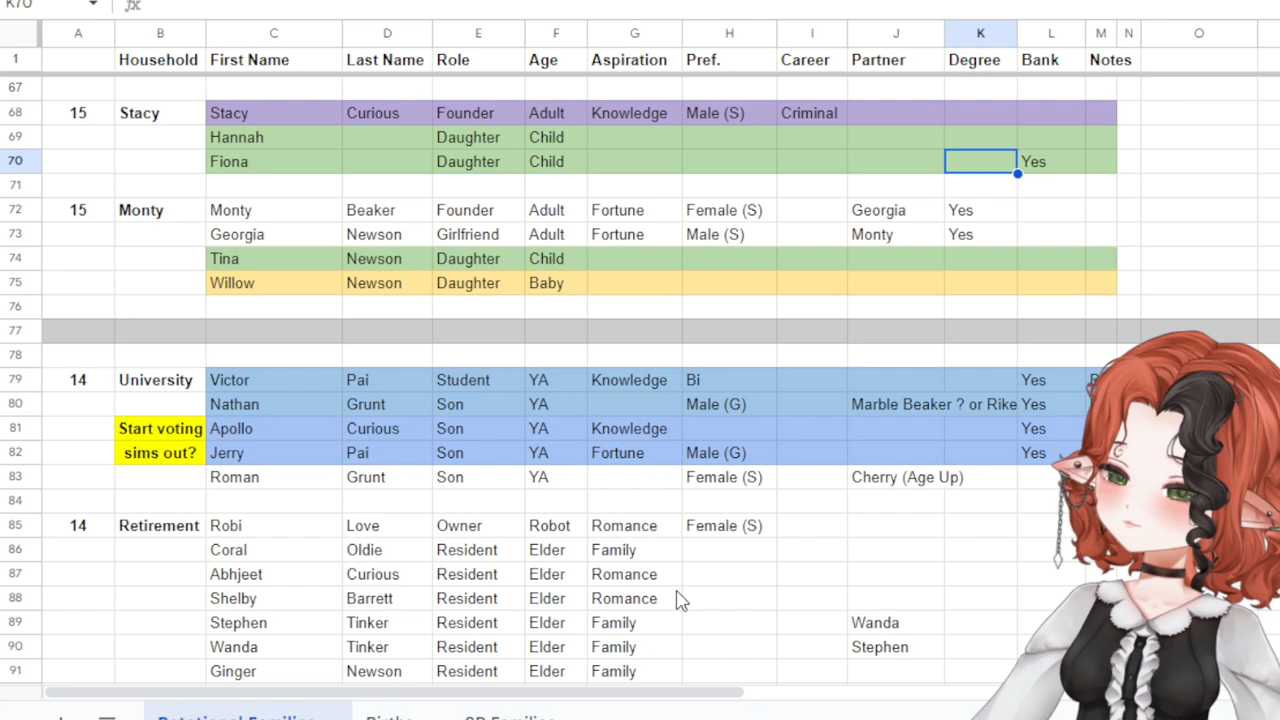 K70 fx
A B C D E F G H I J K L M N O
1 Household First Name Last Name Role Age Aspiration Pref. Career Partner Degree Bank Notes
67
68 15 Stacy Stacy Curious Founder Adult Knowledge Male (S) Criminal
69 Hannah Daughter Child
70 Fiona Daughter Child Yes
71
72 15 Monty Monty Beaker Founder Adult Fortune Female (S) Georgia Yes
73 Georgia Newson Girlfriend Adult Fortune Male (S) Monty Yes
74 Tina Newson Daughter Child
75 Willow Newson Daughter Baby
76
77
78
79 14 University Victor Pai Student YA Knowledge Bi Yes
80 Nathan Grunt Son YA Male (G) Marble Beaker ? or Rike Yes
81 Start voting Apollo Curious Son YA Knowledge Yes
82 sims out? Jerry Pai Son YA Fortune Male (G) Yes
83 Roman Grunt Son YA Female (S) Cherry (Age Up)
84
85 14 Retirement Robi Love Owner Robot Romance Female (S)
86 Coral Oldie Resident Elder Family
87 Abhjeet Curious Resident Elder Romance
88 Shelby Barrett Resident Elder Romance
89 Stephen Tinker Resident Elder Family Wanda
90 Wanda Tinker Resident Elder Family Stephen
91 Ginger Newson Resident Elder Family
Rotational Families Births